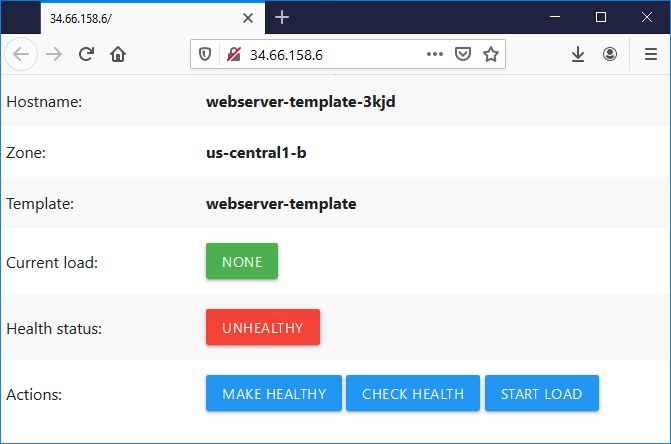 34.66.158.6/
34.66.158.6
Hostname: webserver-template-3kjd
Zone: us-central1-b
Template: webserver-template
Current load: NONE
Health status: UNHEALTHY
Actions: MAKE HEALTHY CHECK HEALTH START LOAD